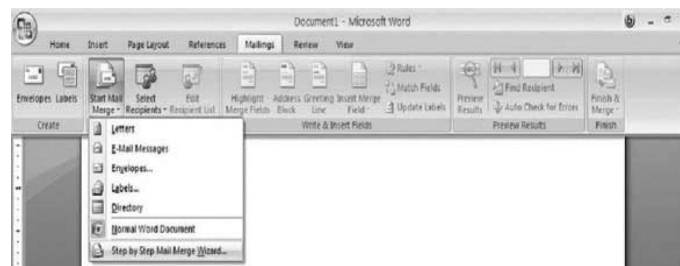 Document1 - Microsoft Word
Home Insert Page Layout References Mailings Review View
Envelopes Labels
Start Mail Merge Select Recipients Edit Recipient List
Highlight Merge Fields Address Block Greeting Line Insert Merge Field
Rules
Match Fields
Update Labels
Preview Results
Find Recipient
Auto Check for Errors
Finish & Merge
Create Write & Insert Fields Preview Results Finish
Letters
E-Mail Messages
Envelopes...
Labels...
Directory
Normal Word Document
Step by Step Mail Merge Wizard...